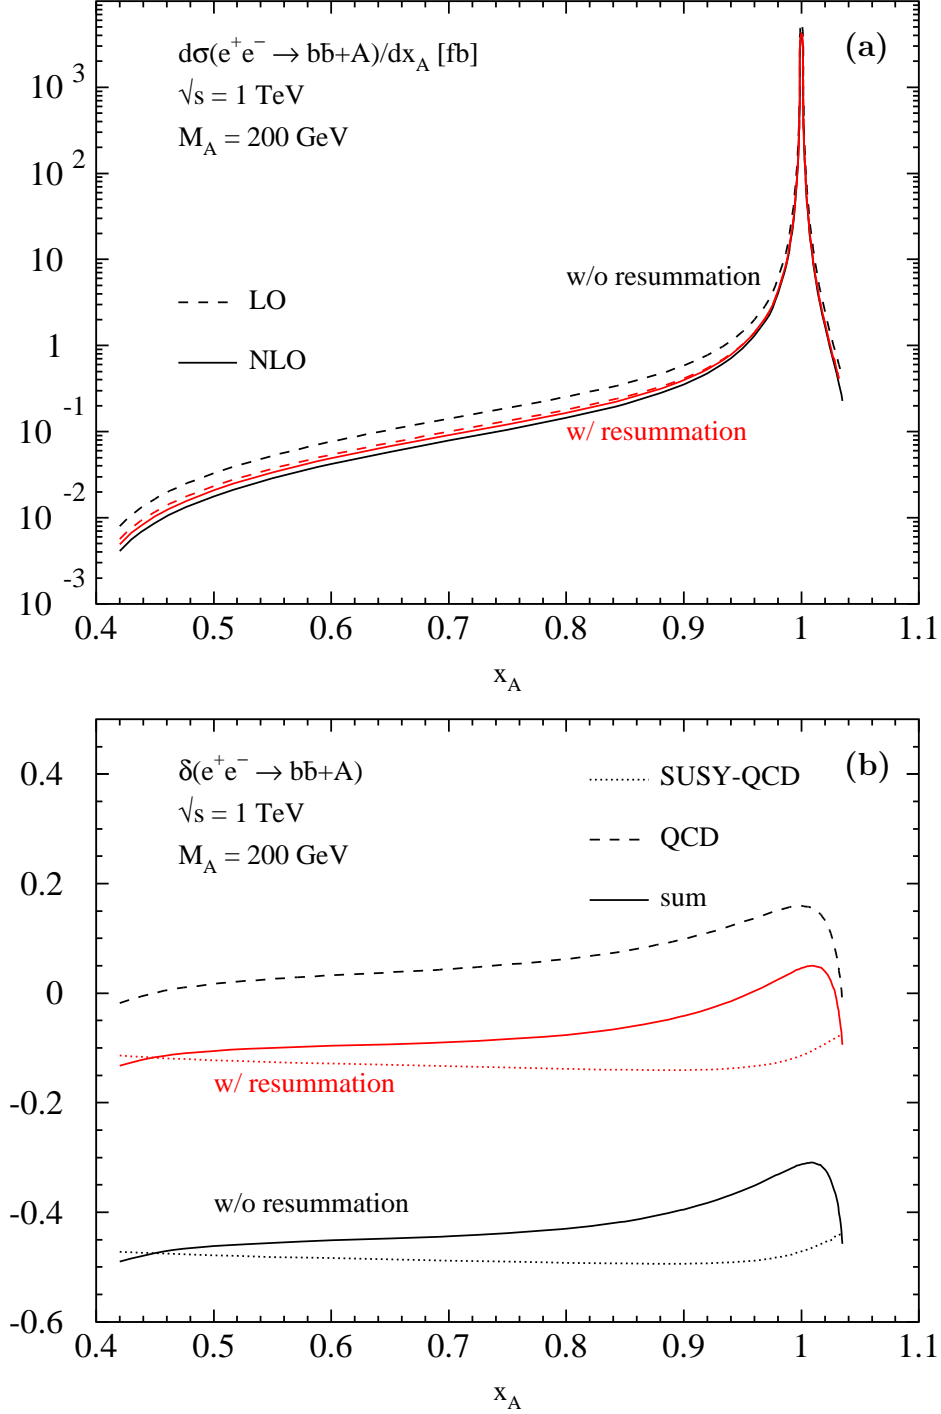 (a)
dσ(e⁺e⁻ → bb̄+A)/dx_A [fb]
√s = 1 TeV
M_A = 200 GeV
10³
10²
10
1
10⁻¹
10⁻²
10⁻³
w/o resummation
LO
NLO
w/ resummation
0.4 0.5 0.6 0.7 0.8 0.9 1 1.1
x_A
(b)
δ(e⁺e⁻ → bb̄+A)
√s = 1 TeV
M_A = 200 GeV
SUSY-QCD
QCD
sum
0.4
0.2
0
-0.2
-0.4
-0.6
w/ resummation
w/o resummation
0.4 0.5 0.6 0.7 0.8 0.9 1 1.1
x_A